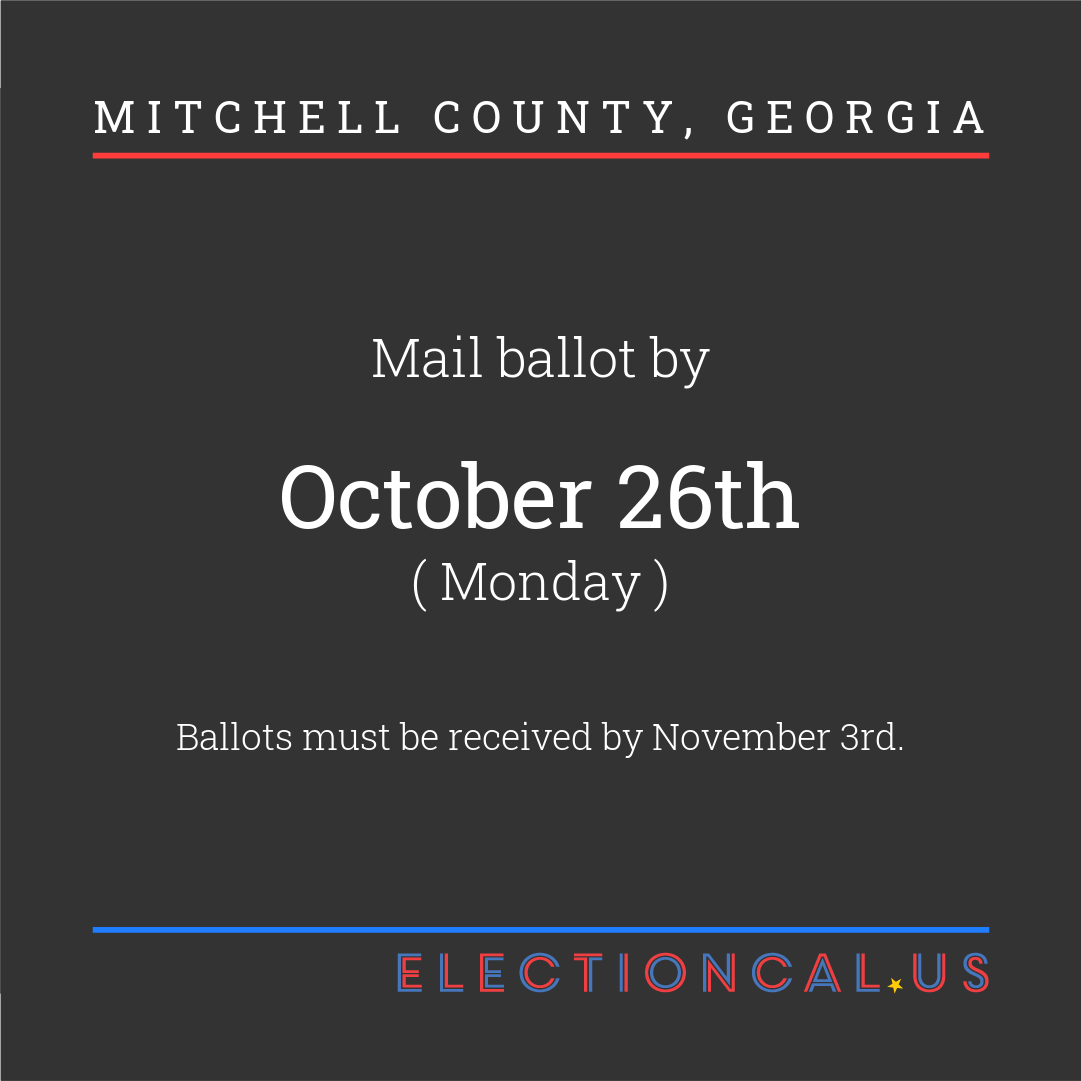 MITCHELL COUNTY, GEORGIA
Mail ballot by
October 26th
( Monday )
Ballots must be received by November 3rd.
ELECTIONCAL.US